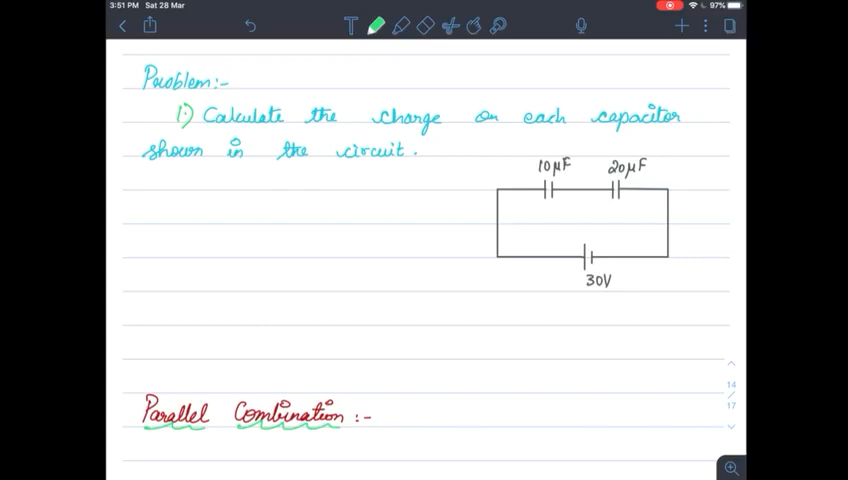 3:51 PM Sat 28 Mar 97%
T
Problem:-
1.) Calculate the charge on each capacitor
shown in the circuit.
10μF 20μF
30V
14
/
17
Parallel Combination :-